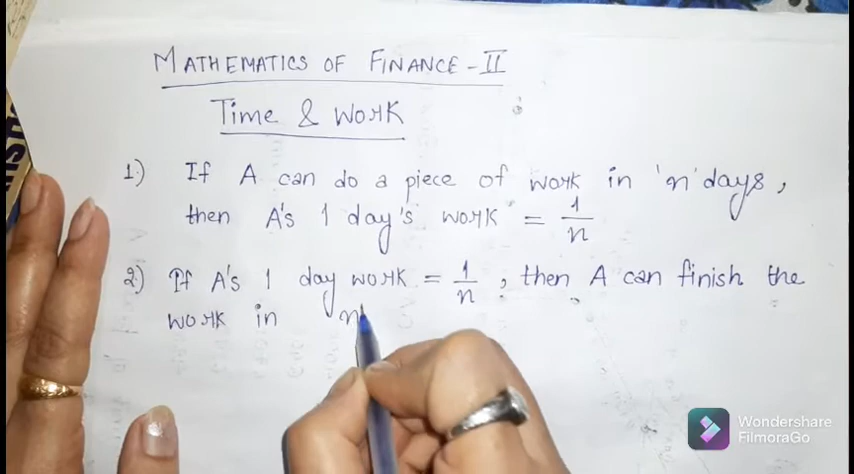 MATHEMATICS OF FINANCE - II
Time & Work
1) If A can do a piece of work in 'n' days,
then A's 1 day's work = 1/n
2) If A's 1 day work = 1/n, then A can finish the
work in n
Wondershare
FilmoraGo